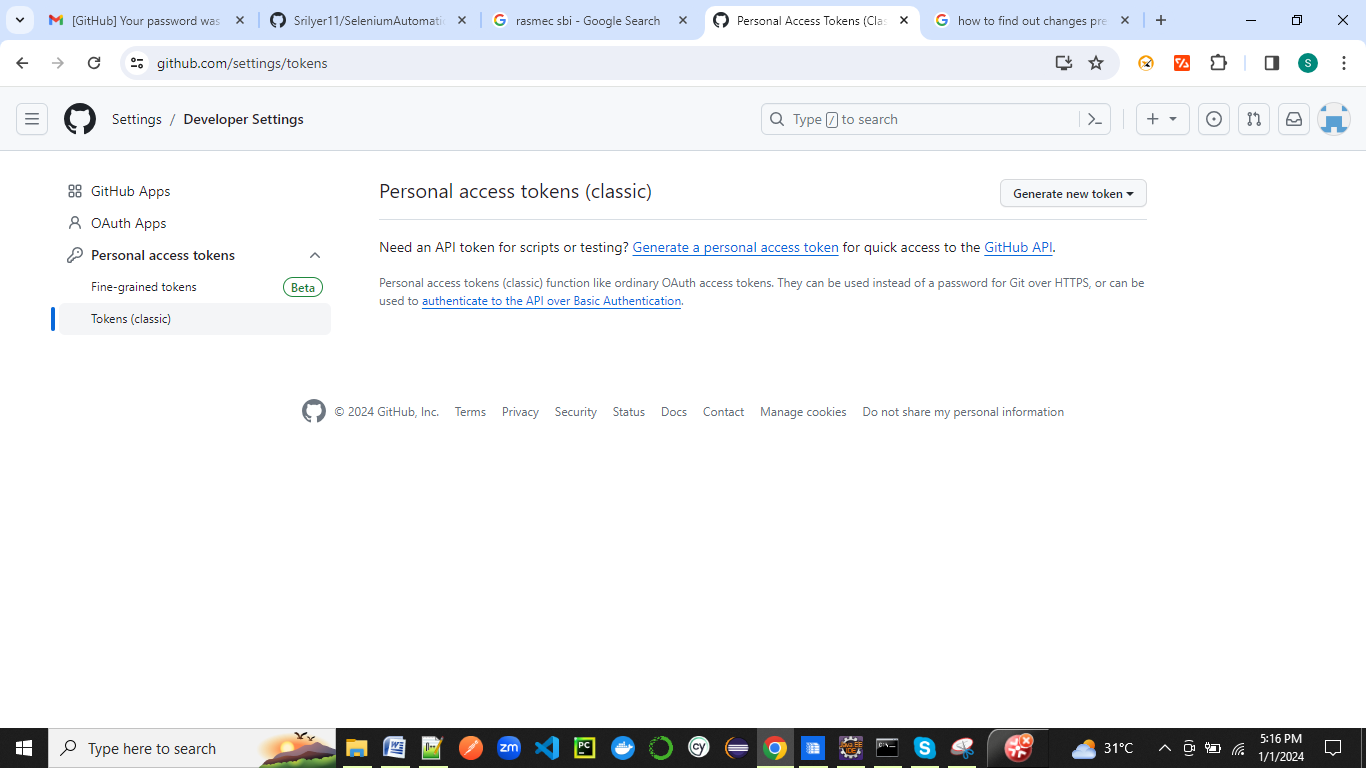 [GitHub] Your password was
Srilyer11/SeleniumAutomatic
rasmec sbi - Google Search
Personal Access Tokens (Clas
how to find out changes pre
github.com/settings/tokens
S
Settings / Developer Settings
Type / to search
GitHub Apps
OAuth Apps
Personal access tokens
Fine-grained tokens
Beta
Tokens (classic)
Personal access tokens (classic)
Generate new token
Need an API token for scripts or testing? Generate a personal access token for quick access to the GitHub API.
Personal access tokens (classic) function like ordinary OAuth access tokens. They can be used instead of a password for Git over HTTPS, or can be
used to authenticate to the API over Basic Authentication.
© 2024 GitHub, Inc. Terms Privacy Security Status Docs Contact Manage cookies Do not share my personal information
Type here to search
zm
PC
cy
31°C
5:16 PM
1/1/2024